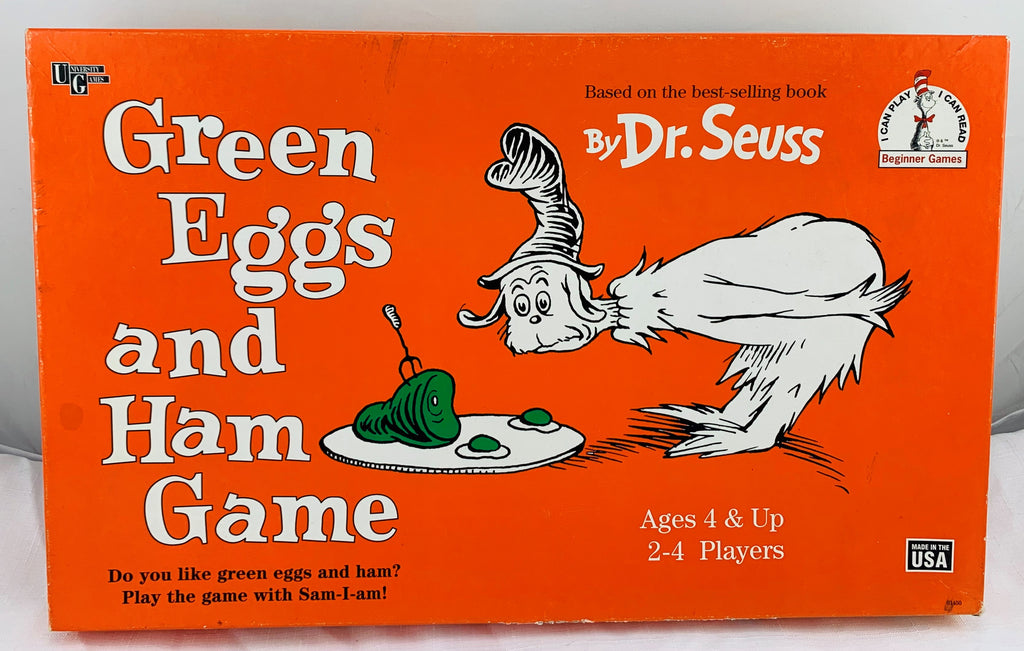 University
Games
Green
Eggs
and
Ham
Game
Do you like green eggs and ham?
Play the game with Sam-I-am!
Based on the best-selling book
By Dr. Seuss
I CAN PLAY I CAN READ
Beginner Games
Ages 4 & Up
2-4 Players
MADE IN THE
USA